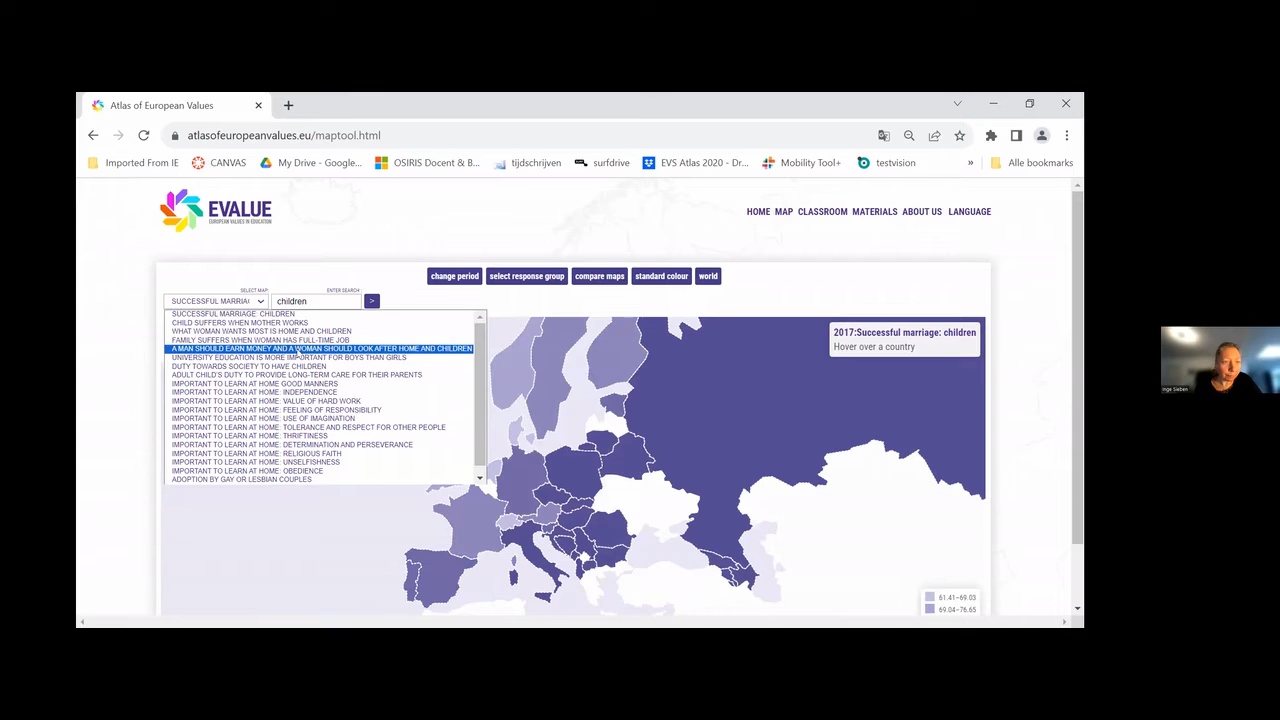 Atlas of European Values
atlasofeuropeanvalues.eu/maptool.html
Imported From IE
CANVAS
My Drive - Google...
OSIRIS Docent & B...
tijdschrijven
surfdrive
EVS Atlas 2020 - Dr...
Mobility Tool+
testvision
»
Alle bookmarks
EVALUE
EUROPEAN VALUES IN EDUCATION
HOME MAP CLASSROOM MATERIALS ABOUT US LANGUAGE
change period
select response group
compare maps
standard colour
world
SELECT MAP:
ENTER SEARCH:
SUCCESSFUL MARRIA
children
>
SUCCESSFUL MARRIAGE: CHILDREN
CHILD SUFFERS WHEN MOTHER WORKS
WHAT WOMAN WANTS MOST IS HOME AND CHILDREN
FAMILY SUFFERS WHEN WOMAN HAS FULL-TIME JOB
A MAN SHOULD EARN MONEY AND A WOMAN SHOULD LOOK AFTER HOME AND CHILDREN
UNIVERSITY EDUCATION IS MORE IMPORTANT FOR BOYS THAN GIRLS
DUTY TOWARDS SOCIETY TO HAVE CHILDREN
ADULT CHILD'S DUTY TO PROVIDE LONG-TERM CARE FOR THEIR PARENTS
IMPORTANT TO LEARN AT HOME GOOD MANNERS
IMPORTANT TO LEARN AT HOME: INDEPENDENCE
IMPORTANT TO LEARN AT HOME: VALUE OF HARD WORK
IMPORTANT TO LEARN AT HOME: FEELING OF RESPONSIBILITY
IMPORTANT TO LEARN AT HOME: USE OF IMAGINATION
IMPORTANT TO LEARN AT HOME: TOLERANCE AND RESPECT FOR OTHER PEOPLE
IMPORTANT TO LEARN AT HOME: THRIFTINESS
IMPORTANT TO LEARN AT HOME: DETERMINATION AND PERSEVERANCE
IMPORTANT TO LEARN AT HOME: RELIGIOUS FAITH
IMPORTANT TO LEARN AT HOME: UNSELFISHNESS
IMPORTANT TO LEARN AT HOME: OBEDIENCE
ADOPTION BY GAY OR LESBIAN COUPLES
2017:Successful marriage: children
Hover over a country
61.41–69.03
69.04–76.65
Inge Sieben